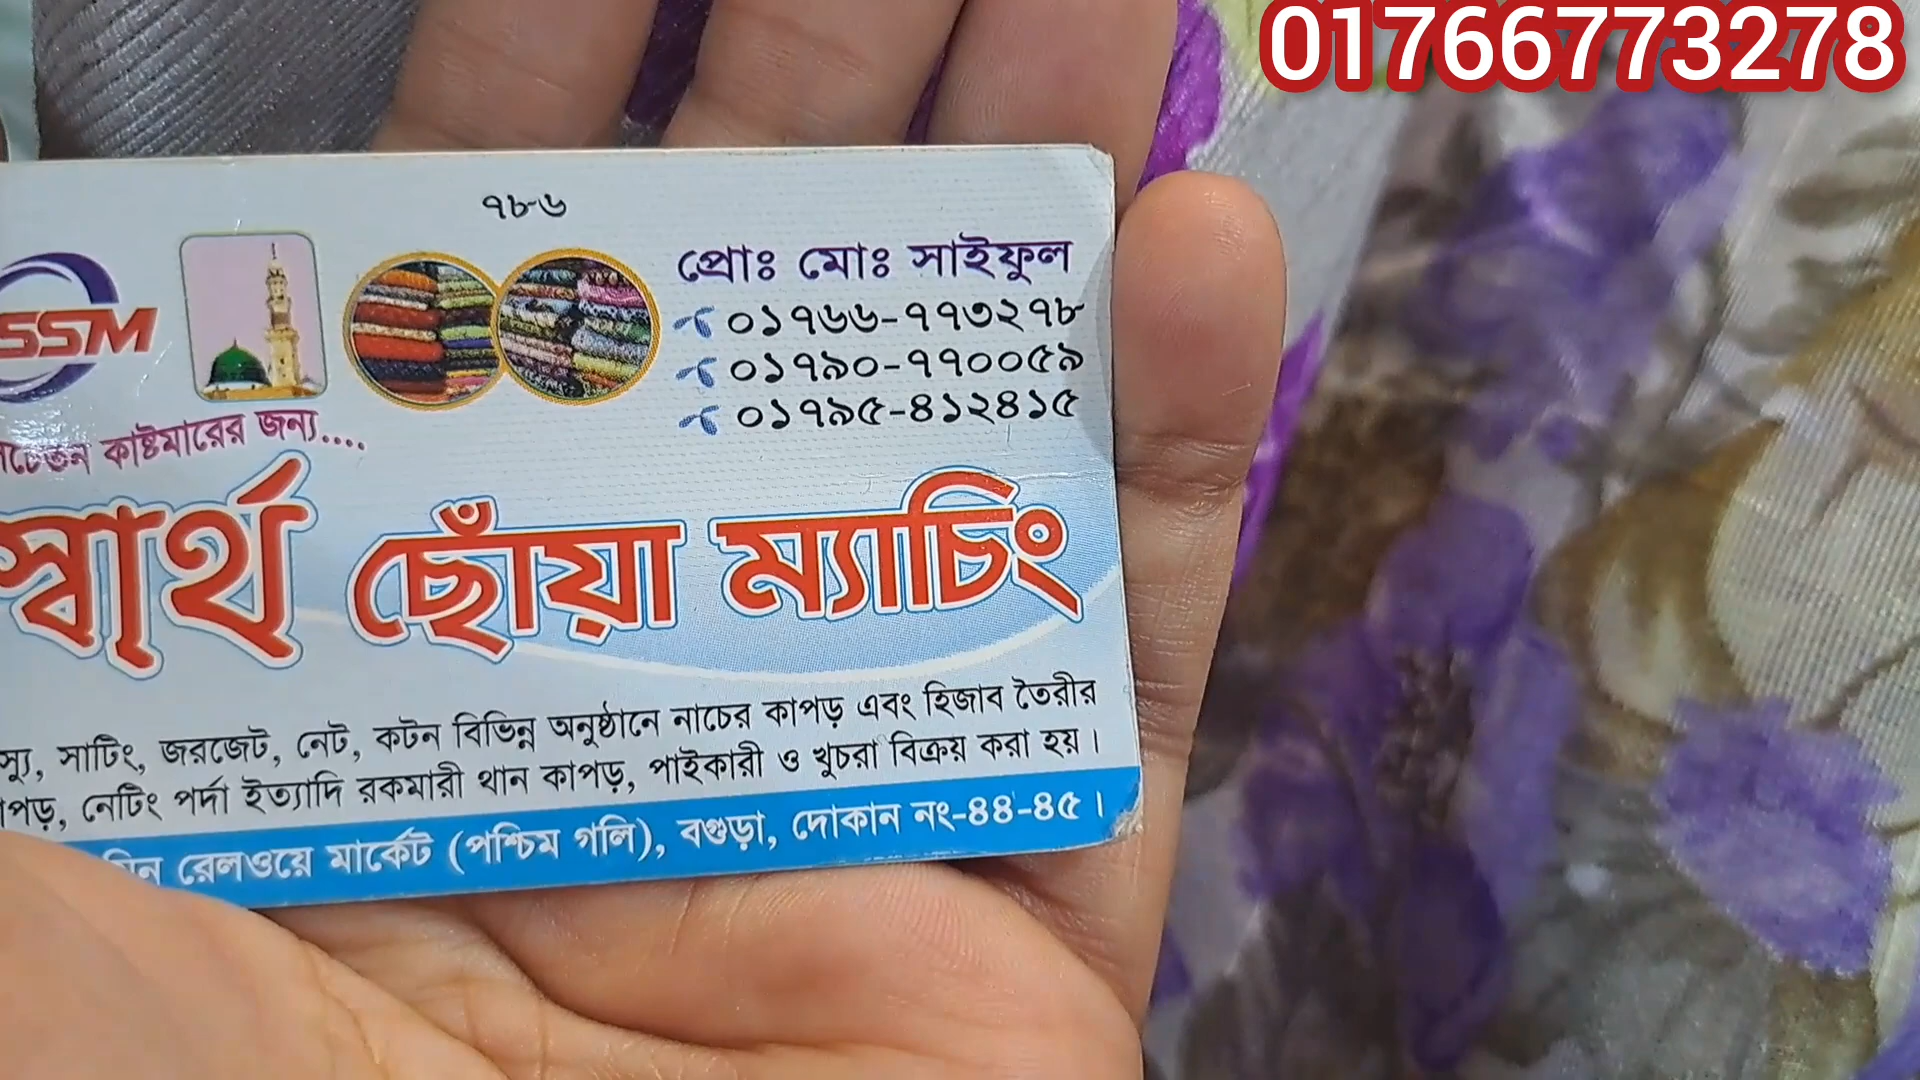 01766773278
৭৮৬
SSM
প্রোঃ মোঃ সাইফুল
০১৭৬৬-৭৭৩২৭৮
০১৭৯০-৭৭০০৫৯
০১৭৯৫-৪১২৪১৫
কাষ্টমারের জন্য....
স্বার্থ ছোঁয়া ম্যাচিং
সাটিং, জরজেট, নেট, কটন বিভিন্ন অনুষ্ঠানে নাচের কাপড় এবং হিজাব তৈরীর
নেটিং পর্দা ইত্যাদি রকমারী থান কাপড়, পাইকারী ও খুচরা বিক্রয় করা হয়।
রেলওয়ে মার্কেট (পশ্চিম গলি), বগুড়া, দোকান নং-৪৪-৪৫।